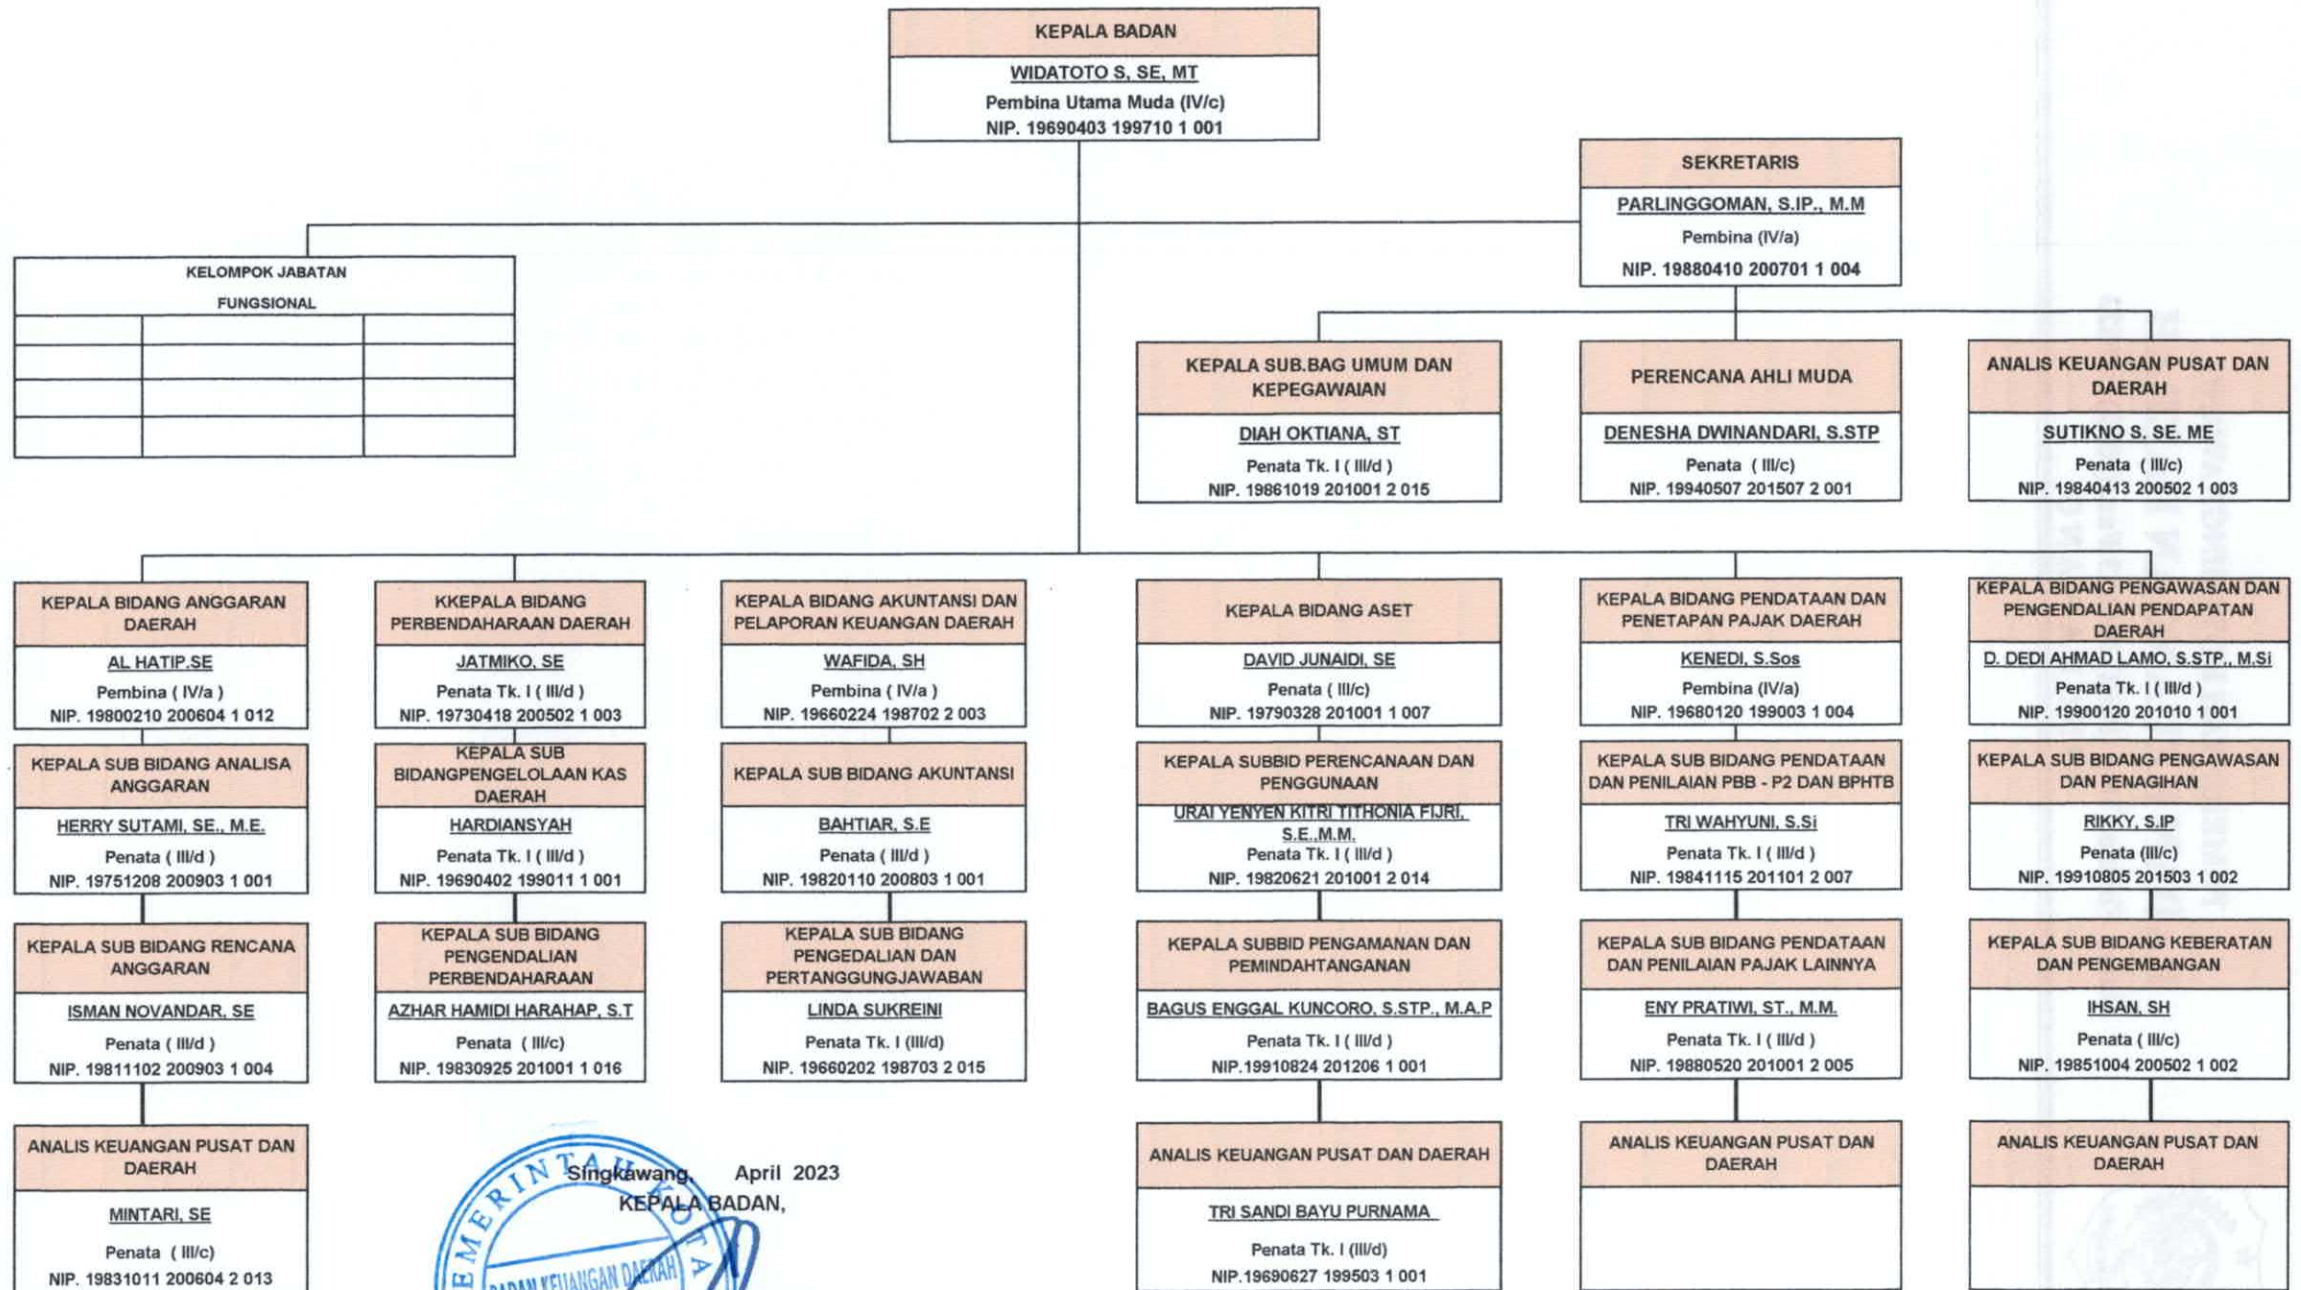 KEPALA BADAN
WIDATOTO S, SE, MT
Pembina Utama Muda (IV/c)
NIP. 19690403 199710 1 001
SEKRETARIS
PARLINGGOMAN, S.IP., M.M
Pembina (IV/a)
NIP. 19880410 200701 1 004
KELOMPOK JABATAN
FUNGSIONAL
KEPALA SUB.BAG UMUM DAN
KEPEGAWAIAN
DIAH OKTIANA, ST
Penata Tk. I ( III/d )
NIP. 19861019 201001 2 015
PERENCANA AHLI MUDA
DENESHA DWINANDARI, S.STP
Penata ( III/c)
NIP. 19940507 201507 2 001
ANALIS KEUANGAN PUSAT DAN
DAERAH
SUTIKNO S, SE. ME
Penata ( III/c)
NIP. 19840413 200502 1 003
KEPALA BIDANG ANGGARAN
DAERAH
AL HATIP.SE
Pembina ( IV/a )
NIP. 19800210 200604 1 012
KKEPALA BIDANG
PERBENDAHARAAN DAERAH
JATMIKO, SE
Penata Tk. I ( III/d )
NIP. 19730418 200502 1 003
KEPALA BIDANG AKUNTANSI DAN
PELAPORAN KEUANGAN DAERAH
WAFIDA, SH
Pembina ( IV/a )
NIP. 19660224 198702 2 003
KEPALA BIDANG ASET
DAVID JUNAIDI, SE
Penata ( III/c)
NIP. 19790328 201001 1 007
KEPALA BIDANG PENDATAAN DAN
PENETAPAN PAJAK DAERAH
KENEDI, S.Sos
Pembina (IV/a)
NIP. 19680120 199003 1 004
KEPALA BIDANG PENGAWASAN DAN
PENGENDALIAN PENDAPATAN
DAERAH
D. DEDI AHMAD LAMO, S.STP., M.Si
Penata Tk. I ( III/d )
NIP. 19900120 201010 1 001
KEPALA SUB BIDANG ANALISA
ANGGARAN
HERRY SUTAMI, SE., M.E.
Penata ( III/d )
NIP. 19751208 200903 1 001
KEPALA SUB
BIDANGPENGELOLAAN KAS
DAERAH
HARDIANSYAH
Penata Tk. I ( III/d )
NIP. 19690402 199011 1 001
KEPALA SUB BIDANG AKUNTANSI
BAHTIAR, S.E
Penata ( III/d )
NIP. 19820110 200803 1 001
KEPALA SUBBID PERENCANAAN DAN
PENGGUNAAN
URAI YENYEN KITRI TITHONIA FIJRI,
S.E.,M.M.
Penata Tk. I ( III/d )
NIP. 19820621 201001 2 014
KEPALA SUB BIDANG PENDATAAN
DAN PENILAIAN PBB - P2 DAN BPHTB
TRI WAHYUNI, S.Si
Penata Tk. I ( III/d )
NIP. 19841115 201101 2 007
KEPALA SUB BIDANG PENGAWASAN
DAN PENAGIHAN
RIKKY, S.IP
Penata (III/c)
NIP. 19910805 201503 1 002
KEPALA SUB BIDANG RENCANA
ANGGARAN
ISMAN NOVANDAR, SE
Penata ( III/d )
NIP. 19811102 200903 1 004
KEPALA SUB BIDANG
PENGENDALIAN
PERBENDAHARAAN
AZHAR HAMIDI HARAHAP, S.T
Penata ( III/c)
NIP. 19830925 201001 1 016
KEPALA SUB BIDANG
PENGEDALIAN DAN
PERTANGGUNGJAWABAN
LINDA SUKREINI
Penata Tk. I (III/d)
NIP. 19660202 198703 2 015
KEPALA SUBBID PENGAMANAN DAN
PEMINDAHTANGANAN
BAGUS ENGGAL KUNCORO, S.STP., M.A.P
Penata Tk. I ( III/d )
NIP.19910824 201206 1 001
KEPALA SUB BIDANG PENDATAAN
DAN PENILAIAN PAJAK LAINNYA
ENY PRATIWI, ST., M.M.
Penata Tk. I ( III/d )
NIP. 19880520 201001 2 005
KEPALA SUB BIDANG KEBERATAN
DAN PENGEMBANGAN
IHSAN, SH
Penata ( III/c)
NIP. 19851004 200502 1 002
ANALIS KEUANGAN PUSAT DAN
DAERAH
MINTARI, SE
Penata ( III/c)
NIP. 19831011 200604 2 013
Singkawang, April 2023
KEPALA BADAN,
PEMERINTAH KOTA
BADAN KEUANGAN DAERAH
ANALIS KEUANGAN PUSAT DAN DAERAH
TRI SANDI BAYU PURNAMA
Penata Tk. I (III/d)
NIP.19690627 199503 1 001
ANALIS KEUANGAN PUSAT DAN
DAERAH
ANALIS KEUANGAN PUSAT DAN
DAERAH